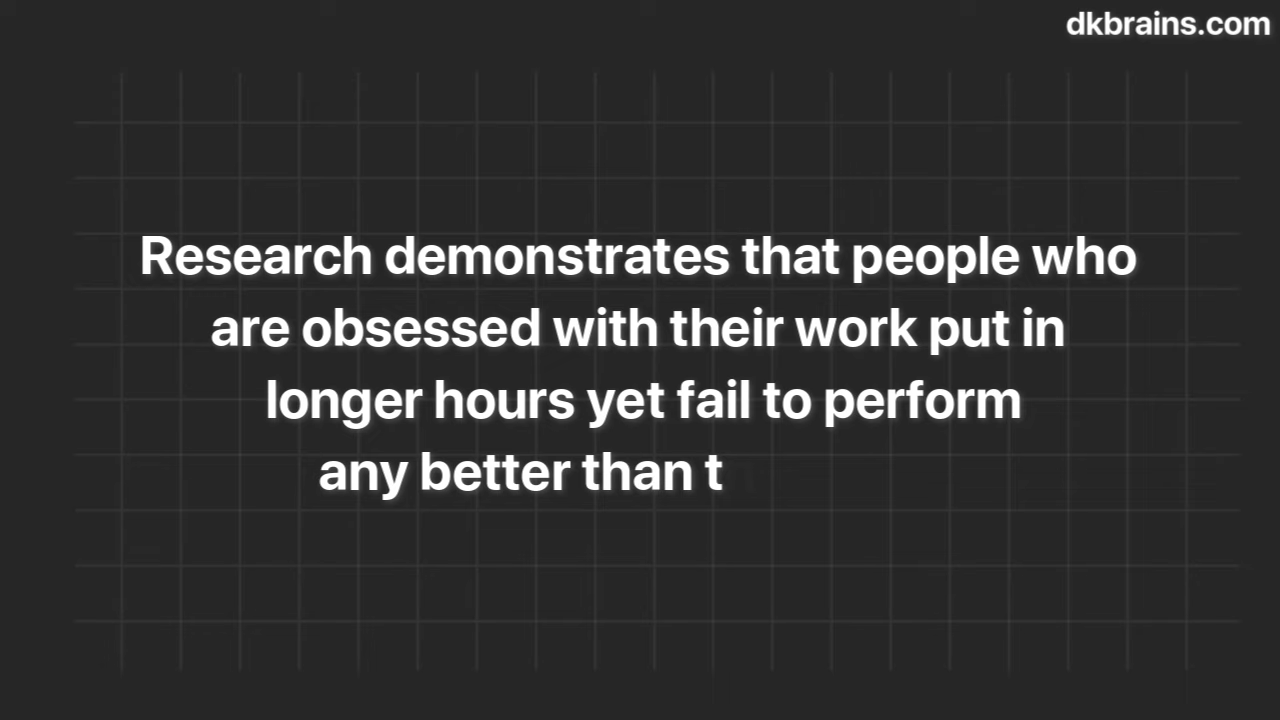 dkbrains.com
Research demonstrates that people who
are obsessed with their work put in
longer hours yet fail to perform
any better than t